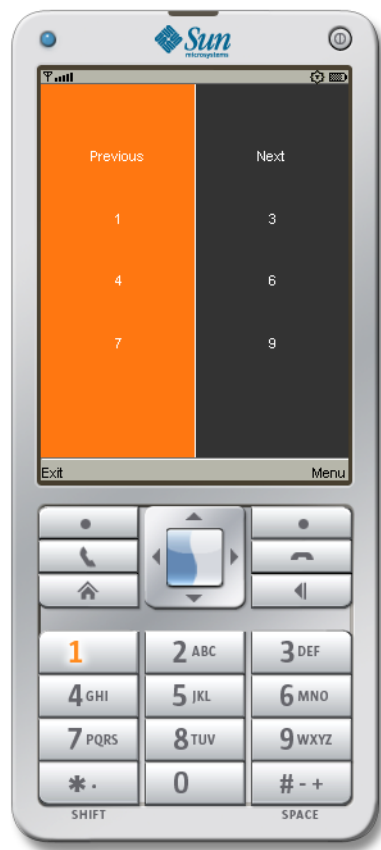 Sun
microsystems
Previous Next
1 3
4 6
7 9
Exit Menu
1 2 ABC 3 DEF
4 GHI 5 JKL 6 MNO
7 PQRS 8 TUV 9 WXYZ
* . 0 # - +
SHIFT SPACE